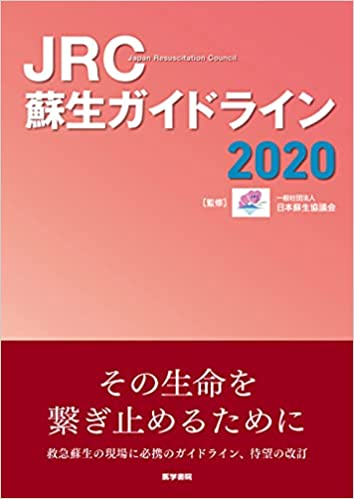 JRC
Japan Resuscitation Council
蘇生ガイドライン
2020
[監修]
一般社団法人
日本蘇生協議会
その生命を
繋ぎ止めるために
救急蘇生の現場に必携のガイドライン、待望の改訂
医学書院